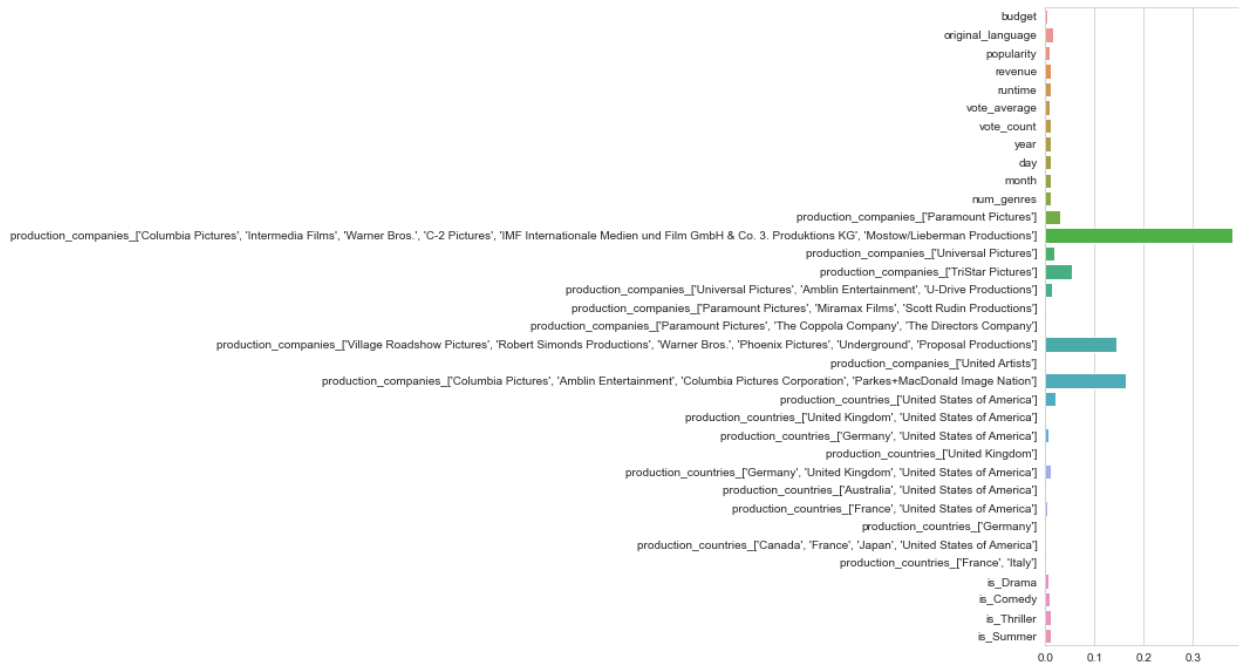 budget
original_language
popularity
revenue
runtime
vote_average
vote_count
year
day
month
num_genres
production_companies_['Paramount Pictures']
production_companies_['Columbia Pictures', 'Intermedia Films', 'Warner Bros.', 'C-2 Pictures', 'IMF Internationale Medien und Film GmbH & Co. 3. Produktions KG', 'Mostow/Lieberman Productions']
production_companies_['Universal Pictures']
production_companies_['TriStar Pictures']
production_companies_['Universal Pictures', 'Amblin Entertainment', 'U-Drive Productions']
production_companies_['Paramount Pictures', 'Miramax Films', 'Scott Rudin Productions']
production_companies_['Paramount Pictures', 'The Coppola Company', 'The Directors Company']
production_companies_['Village Roadshow Pictures', 'Robert Simonds Productions', 'Warner Bros.', 'Phoenix Pictures', 'Underground', 'Proposal Productions']
production_companies_['United Artists']
production_companies_['Columbia Pictures', 'Amblin Entertainment', 'Columbia Pictures Corporation', 'Parkes+MacDonald Image Nation']
production_countries_['United States of America']
production_countries_['United Kingdom', 'United States of America']
production_countries_['Germany', 'United States of America']
production_countries_['United Kingdom']
production_countries_['Germany', 'United Kingdom', 'United States of America']
production_countries_['Australia', 'United States of America']
production_countries_['France', 'United States of America']
production_countries_['Germany']
production_countries_['Canada', 'France', 'Japan', 'United States of America']
production_countries_['France', 'Italy']
is_Drama
is_Comedy
is_Thriller
is_Summer
0.0 0.1 0.2 0.3